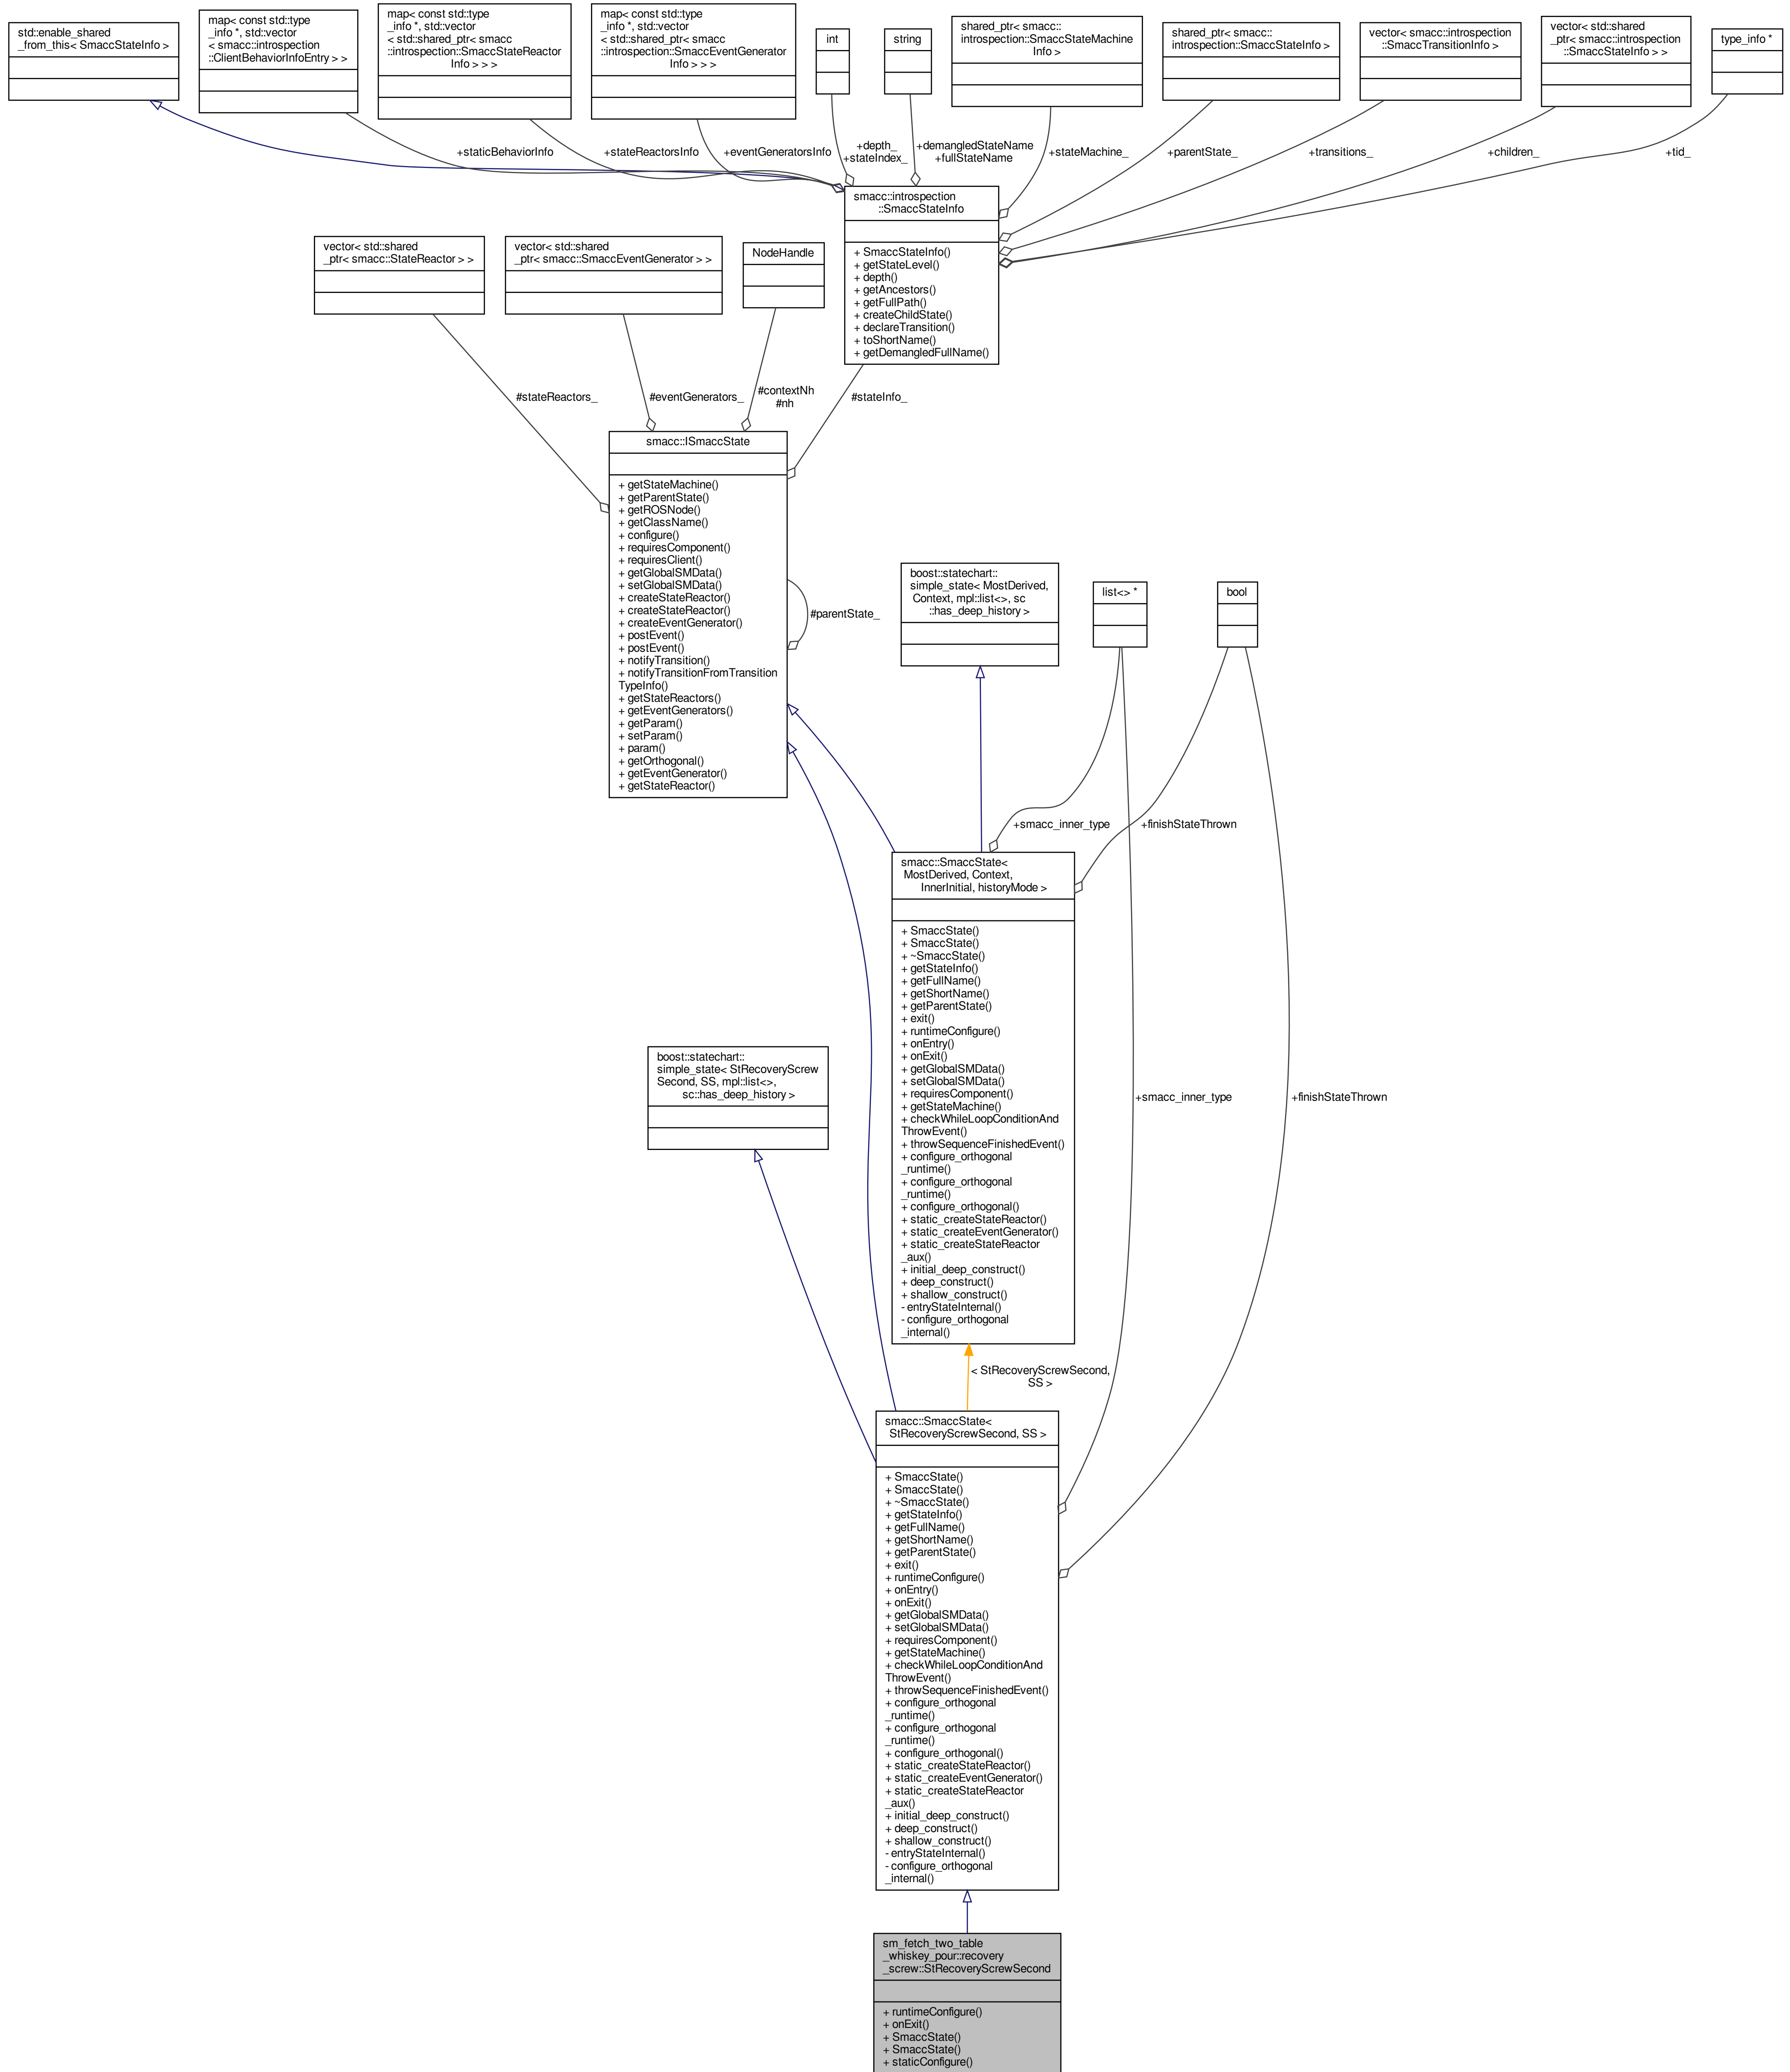 std::enable_shared
_from_this< SmaccStateInfo >
map< const std::type
_info *, std::vector
< smacc::introspection
::ClientBehaviorInfoEntry > >
map< const std::type
_info *, std::vector
< std::shared_ptr< smacc
::introspection::SmaccStateReactor
Info > > >
map< const std::type
_info *, std::vector
< std::shared_ptr< smacc
::introspection::SmaccEventGenerator
Info > > >
int
string
shared_ptr< smacc::
introspection::SmaccStateMachine
Info >
shared_ptr< smacc::
introspection::SmaccStateInfo >
vector< smacc::introspection
::SmaccTransitionInfo >
vector< std::shared
_ptr< smacc::introspection
::SmaccStateInfo > >
type_info *
+staticBehaviorInfo
+stateReactorsInfo
+eventGeneratorsInfo
+depth_
+stateIndex_
+demangledStateName
+fullStateName
+stateMachine_
+parentState_
+transitions_
+children_
+tid_
smacc::introspection
::SmaccStateInfo
+ SmaccStateInfo()
+ getStateLevel()
+ depth()
+ getAncestors()
+ getFullPath()
+ createChildState()
+ declareTransition()
+ toShortName()
+ getDemangledFullName()
vector< std::shared
_ptr< smacc::StateReactor > >
vector< std::shared
_ptr< smacc::SmaccEventGenerator > >
NodeHandle
#stateReactors_
#eventGenerators_
#contextNh
#nh
#stateInfo_
smacc::ISmaccState
+ getStateMachine()
+ getParentState()
+ getROSNode()
+ getClassName()
+ configure()
+ requiresComponent()
+ requiresClient()
+ getGlobalSMData()
+ setGlobalSMData()
+ createStateReactor()
+ createStateReactor()
+ createEventGenerator()
+ postEvent()
+ postEvent()
+ notifyTransition()
+ notifyTransitionFromTransition
TypeInfo()
+ getStateReactors()
+ getEventGenerators()
+ getParam()
+ setParam()
+ param()
+ getOrthogonal()
+ getEventGenerator()
+ getStateReactor()
#parentState_
boost::statechart::
simple_state< MostDerived,
Context, mpl::list<>, sc
::has_deep_history >
list<> *
bool
+smacc_inner_type
+finishStateThrown
smacc::SmaccState<
MostDerived, Context,
InnerInitial, historyMode >
+ SmaccState()
+ SmaccState()
+ ~SmaccState()
+ getStateInfo()
+ getFullName()
+ getShortName()
+ getParentState()
+ exit()
+ runtimeConfigure()
+ onEntry()
+ onExit()
+ getGlobalSMData()
+ setGlobalSMData()
+ requiresComponent()
+ getStateMachine()
+ checkWhileLoopConditionAnd
ThrowEvent()
+ throwSequenceFinishedEvent()
+ configure_orthogonal
_runtime()
+ configure_orthogonal
_runtime()
+ configure_orthogonal()
+ static_createStateReactor()
+ static_createEventGenerator()
+ static_createStateReactor
_aux()
+ initial_deep_construct()
+ deep_construct()
+ shallow_construct()
- entryStateInternal()
- configure_orthogonal
_internal()
boost::statechart::
simple_state< StRecoveryScrew
Second, SS, mpl::list<>,
sc::has_deep_history >
+smacc_inner_type
+finishStateThrown
< StRecoveryScrewSecond,
SS >
smacc::SmaccState<
StRecoveryScrewSecond, SS >
+ SmaccState()
+ SmaccState()
+ ~SmaccState()
+ getStateInfo()
+ getFullName()
+ getShortName()
+ getParentState()
+ exit()
+ runtimeConfigure()
+ onEntry()
+ onExit()
+ getGlobalSMData()
+ setGlobalSMData()
+ requiresComponent()
+ getStateMachine()
+ checkWhileLoopConditionAnd
ThrowEvent()
+ throwSequenceFinishedEvent()
+ configure_orthogonal
_runtime()
+ configure_orthogonal
_runtime()
+ configure_orthogonal()
+ static_createStateReactor()
+ static_createEventGenerator()
+ static_createStateReactor
_aux()
+ initial_deep_construct()
+ deep_construct()
+ shallow_construct()
- entryStateInternal()
- configure_orthogonal
_internal()
sm_fetch_two_table
_whiskey_pour::recovery
_screw::StRecoveryScrewSecond
+ runtimeConfigure()
+ onExit()
+ SmaccState()
+ SmaccState()
+ staticConfigure()